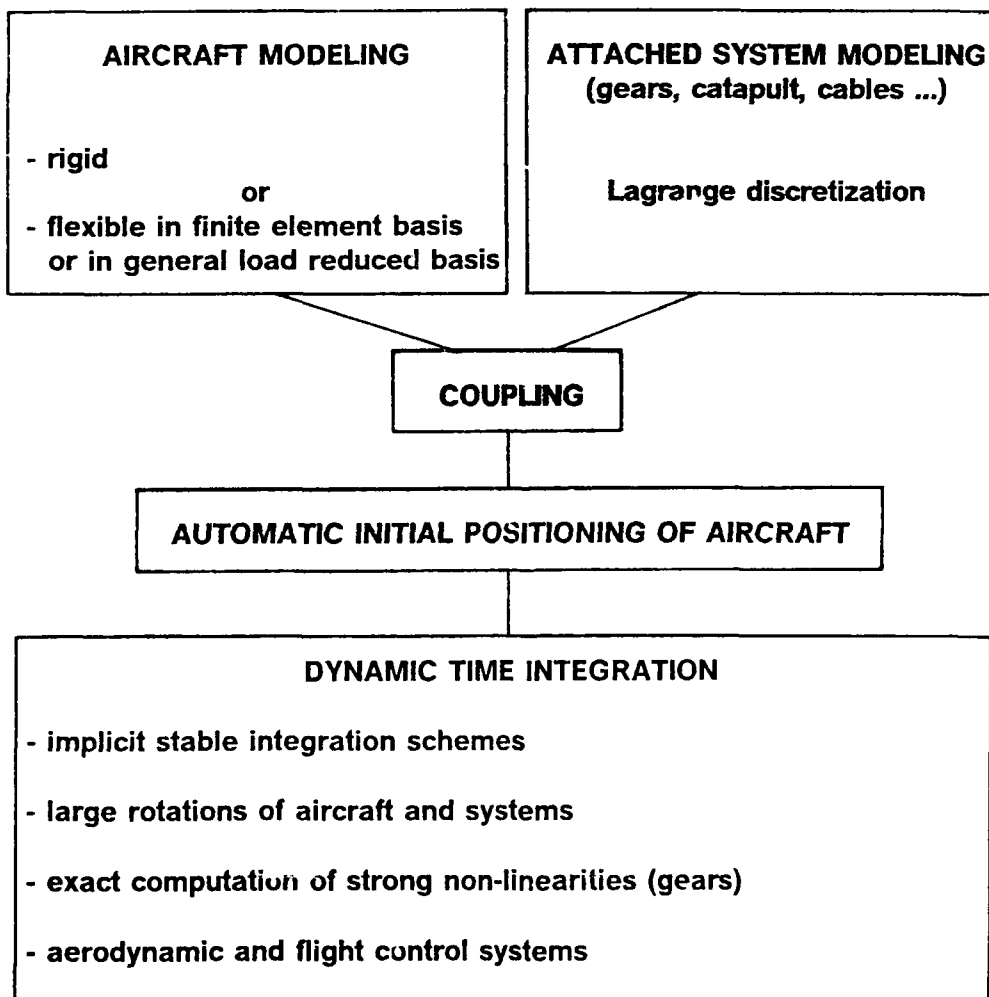 AIRCRAFT MODELING
- rigid
or
- flexible in finite element basis
or in general load reduced basis
ATTACHED SYSTEM MODELING
(gears, catapult, cables ...)
Lagrange discretization
COUPLING
AUTOMATIC INITIAL POSITIONING OF AIRCRAFT
DYNAMIC TIME INTEGRATION
- implicit stable integration schemes
- large rotations of aircraft and systems
- exact computation of strong non-linearities (gears)
- aerodynamic and flight control systems